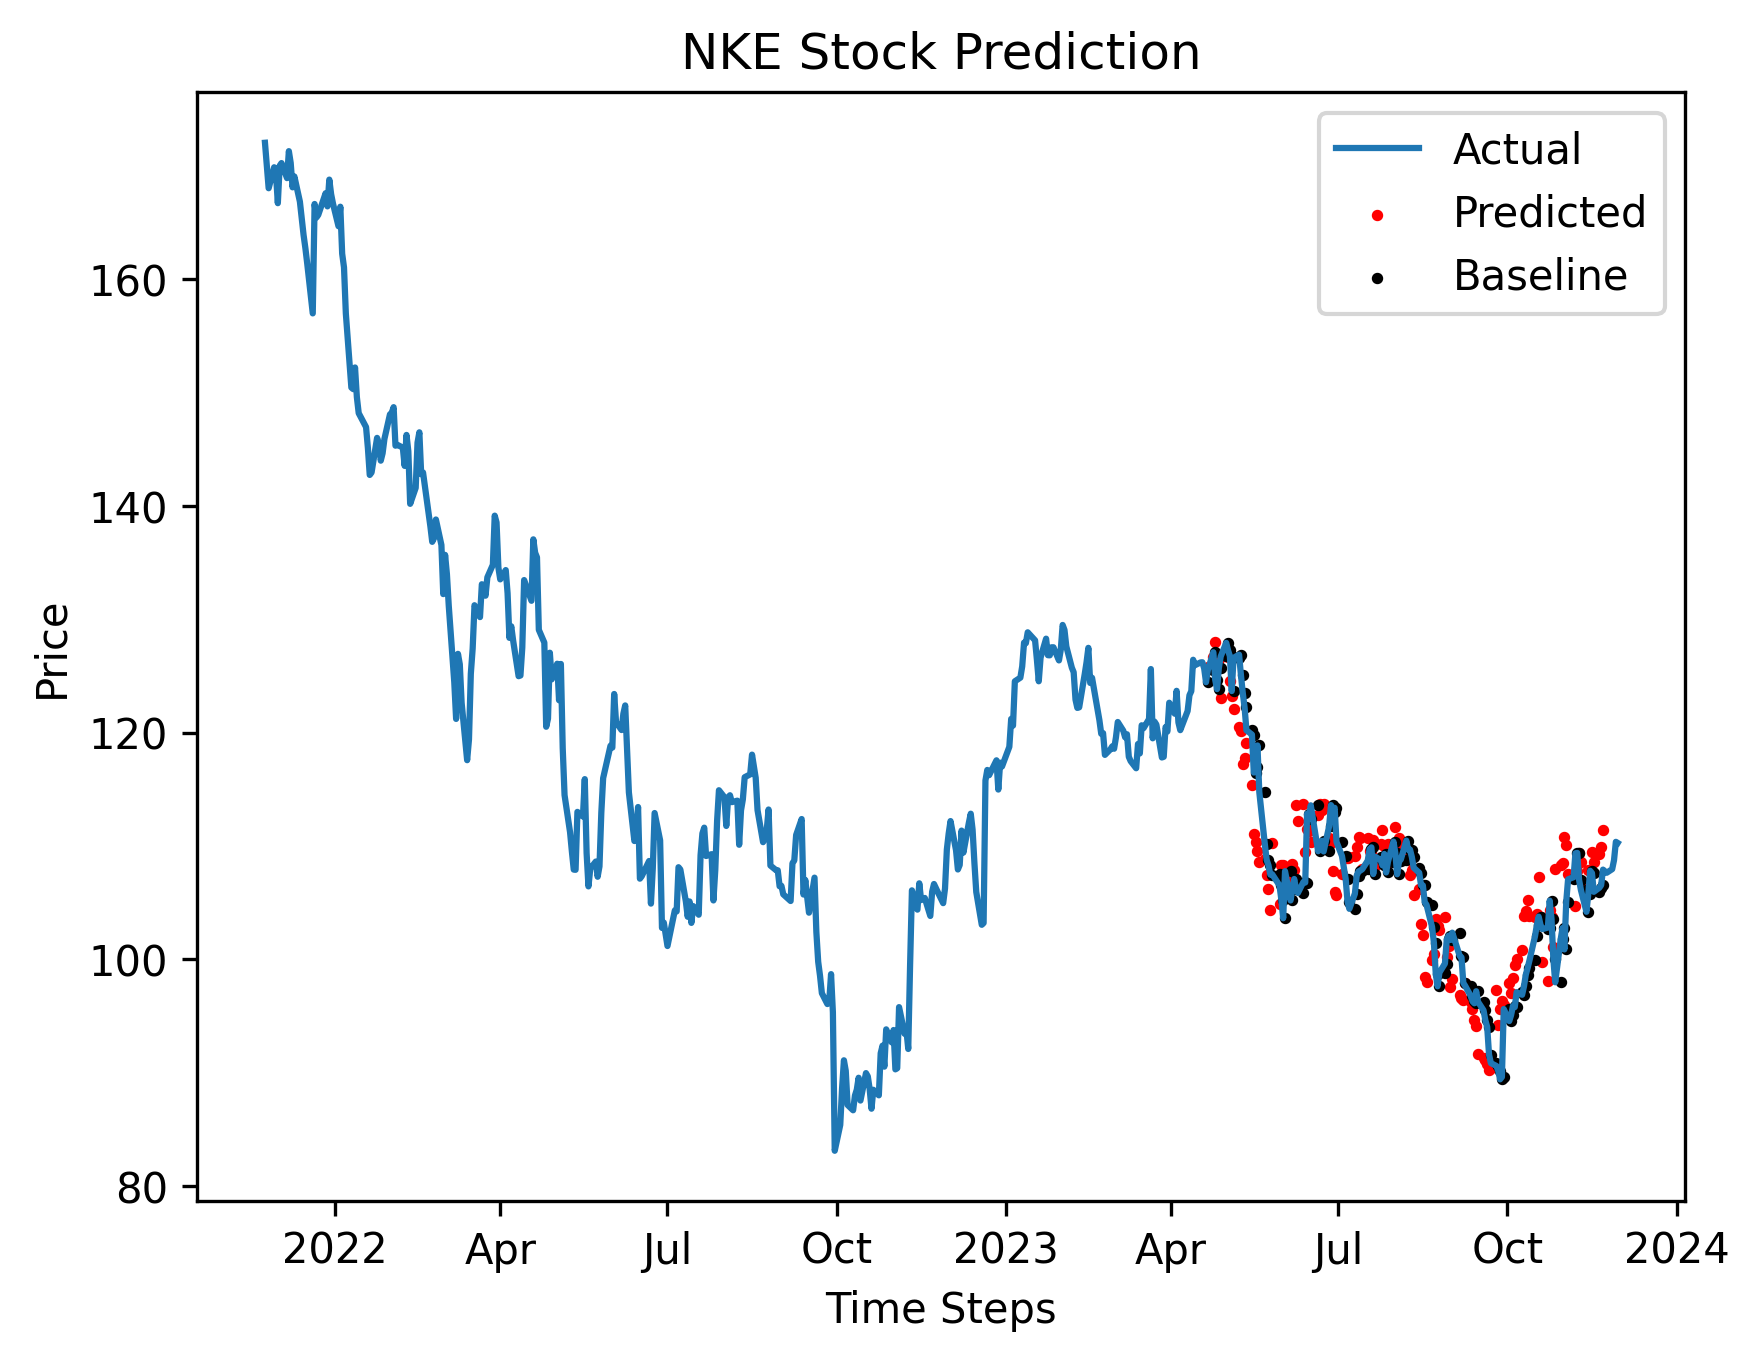 NKE Stock Prediction
Actual
Predicted
Baseline
160
140
120
100
80
Price
2022 Apr Jul Oct 2023 Apr Jul Oct 2024
Time Steps